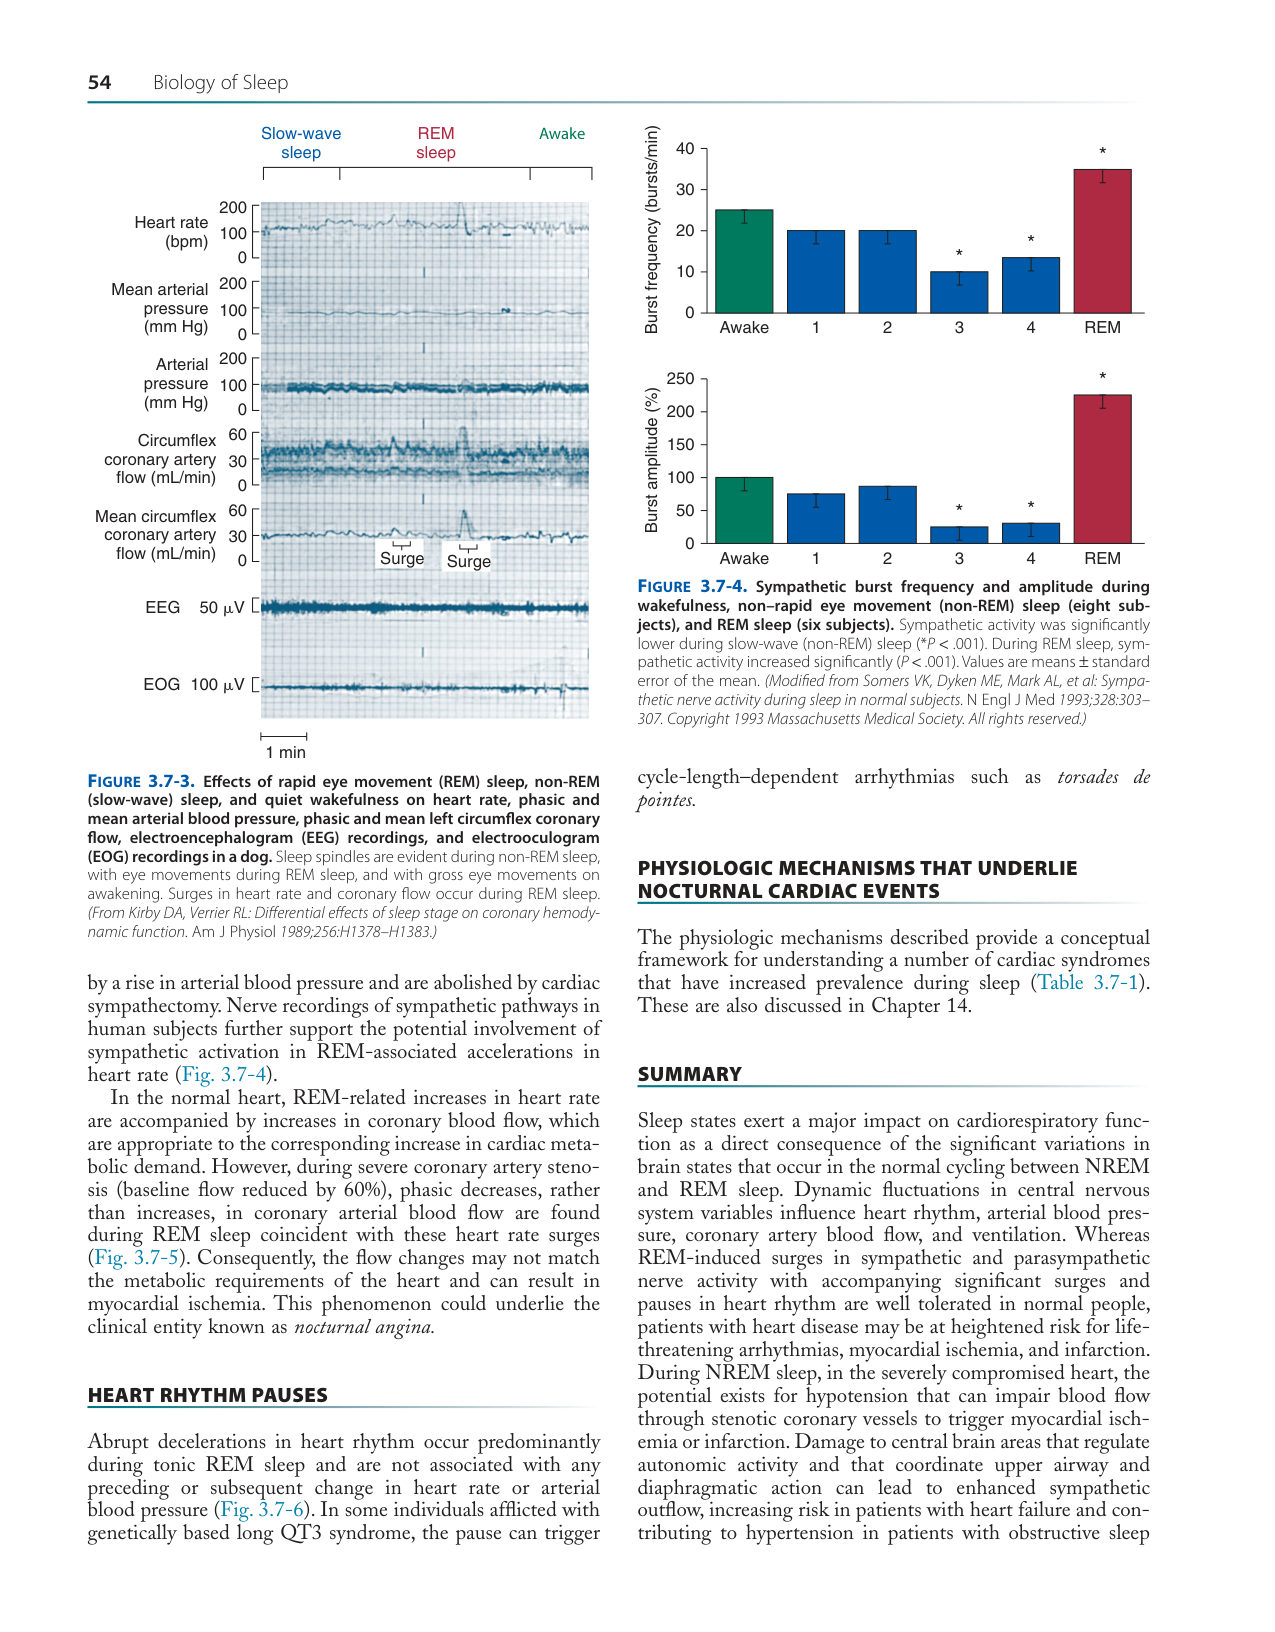 54 Biology of Sleep
Slow-wave
sleep
REM
sleep
Awake
Heart rate
(bpm)
200
100
0
Mean arterial
pressure
(mm Hg)
200
100
0
Arterial
pressure
(mm Hg)
200
100
0
Circumflex
coronary artery
flow (mL/min)
60
30
0
Mean circumflex
coronary artery
flow (mL/min)
60
30
0
Surge
Surge
EEG 50 μV
EOG 100 μV
1 min
FIGURE 3.7-3. Effects of rapid eye movement (REM) sleep, non-REM
(slow-wave) sleep, and quiet wakefulness on heart rate, phasic and
mean arterial blood pressure, phasic and mean left circumflex coronary
flow, electroencephalogram (EEG) recordings, and electrooculogram
(EOG) recordings in a dog. Sleep spindles are evident during non-REM sleep,
with eye movements during REM sleep, and with gross eye movements on
awakening. Surges in heart rate and coronary flow occur during REM sleep.
(From Kirby DA, Verrier RL: Differential effects of sleep stage on coronary hemody-
namic function. Am J Physiol 1989;256:H1378–H1383.)
by a rise in arterial blood pressure and are abolished by cardiac
sympathectomy. Nerve recordings of sympathetic pathways in
human subjects further support the potential involvement of
sympathetic activation in REM-associated accelerations in
heart rate (Fig. 3.7-4).
In the normal heart, REM-related increases in heart rate
are accompanied by increases in coronary blood flow, which
are appropriate to the corresponding increase in cardiac meta-
bolic demand. However, during severe coronary artery steno-
sis (baseline flow reduced by 60%), phasic decreases, rather
than increases, in coronary arterial blood flow are found
during REM sleep coincident with these heart rate surges
(Fig. 3.7-5). Consequently, the flow changes may not match
the metabolic requirements of the heart and can result in
myocardial ischemia. This phenomenon could underlie the
clinical entity known as nocturnal angina.
HEART RHYTHM PAUSES
Abrupt decelerations in heart rhythm occur predominantly
during tonic REM sleep and are not associated with any
preceding or subsequent change in heart rate or arterial
blood pressure (Fig. 3.7-6). In some individuals afflicted with
genetically based long QT3 syndrome, the pause can trigger
Burst frequency (bursts/min)
40
30
20
10
0
*
*
*
Awake 1 2 3 4 REM
Burst amplitude (%)
250
200
150
100
50
0
*
*
*
Awake 1 2 3 4 REM
FIGURE 3.7-4. Sympathetic burst frequency and amplitude during
wakefulness, non–rapid eye movement (non-REM) sleep (eight sub-
jects), and REM sleep (six subjects). Sympathetic activity was significantly
lower during slow-wave (non-REM) sleep (*P < .001). During REM sleep, sym-
pathetic activity increased significantly (P < .001). Values are means ± standard
error of the mean. (Modified from Somers VK, Dyken ME, Mark AL, et al: Sympa-
thetic nerve activity during sleep in normal subjects. N Engl J Med 1993;328:303–
307. Copyright 1993 Massachusetts Medical Society. All rights reserved.)
cycle-length–dependent arrhythmias such as torsades de
pointes.
PHYSIOLOGIC MECHANISMS THAT UNDERLIE
NOCTURNAL CARDIAC EVENTS
The physiologic mechanisms described provide a conceptual
framework for understanding a number of cardiac syndromes
that have increased prevalence during sleep (Table 3.7-1).
These are also discussed in Chapter 14.
SUMMARY
Sleep states exert a major impact on cardiorespiratory func-
tion as a direct consequence of the significant variations in
brain states that occur in the normal cycling between NREM
and REM sleep. Dynamic fluctuations in central nervous
system variables influence heart rhythm, arterial blood pres-
sure, coronary artery blood flow, and ventilation. Whereas
REM-induced surges in sympathetic and parasympathetic
nerve activity with accompanying significant surges and
pauses in heart rhythm are well tolerated in normal people,
patients with heart disease may be at heightened risk for life-
threatening arrhythmias, myocardial ischemia, and infarction.
During NREM sleep, in the severely compromised heart, the
potential exists for hypotension that can impair blood flow
through stenotic coronary vessels to trigger myocardial isch-
emia or infarction. Damage to central brain areas that regulate
autonomic activity and that coordinate upper airway and
diaphragmatic action can lead to enhanced sympathetic
outflow, increasing risk in patients with heart failure and con-
tributing to hypertension in patients with obstructive sleep